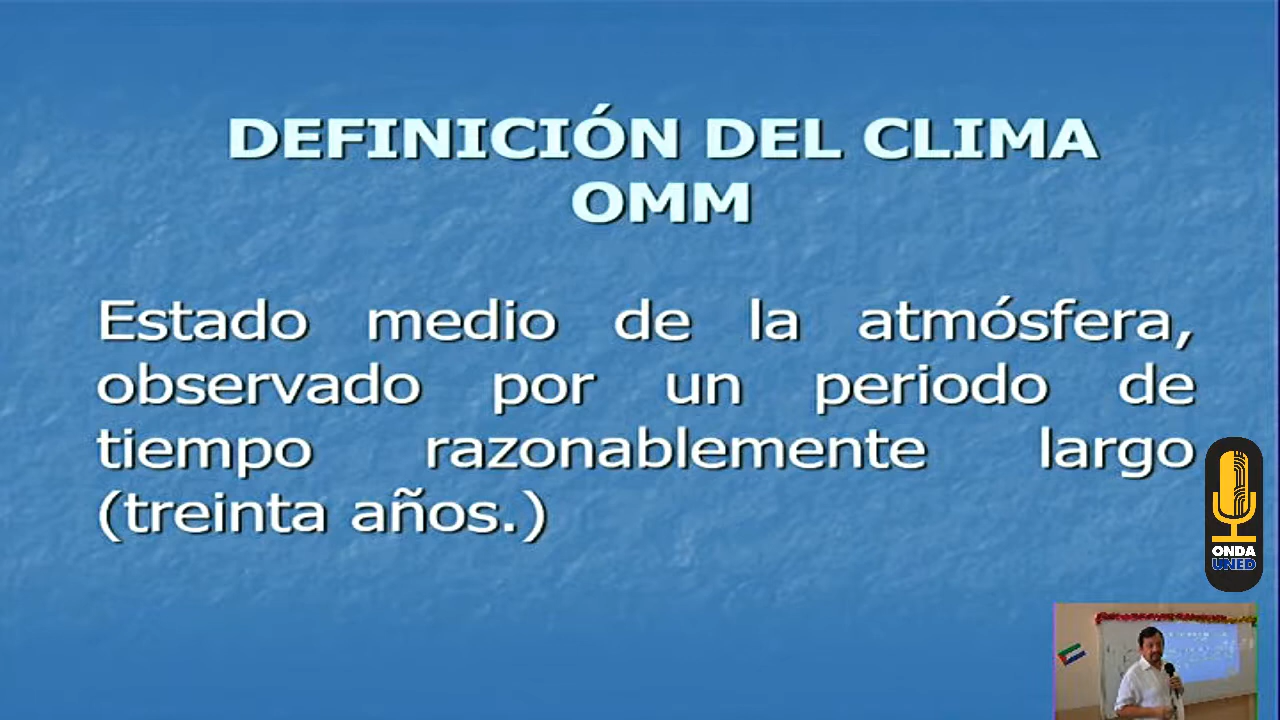 DEFINICIÓN DEL CLIMA
OMM
Estado medio de la atmósfera,
observado por un periodo de
tiempo razonablemente largo
(treinta años.)
ONDA
UNED